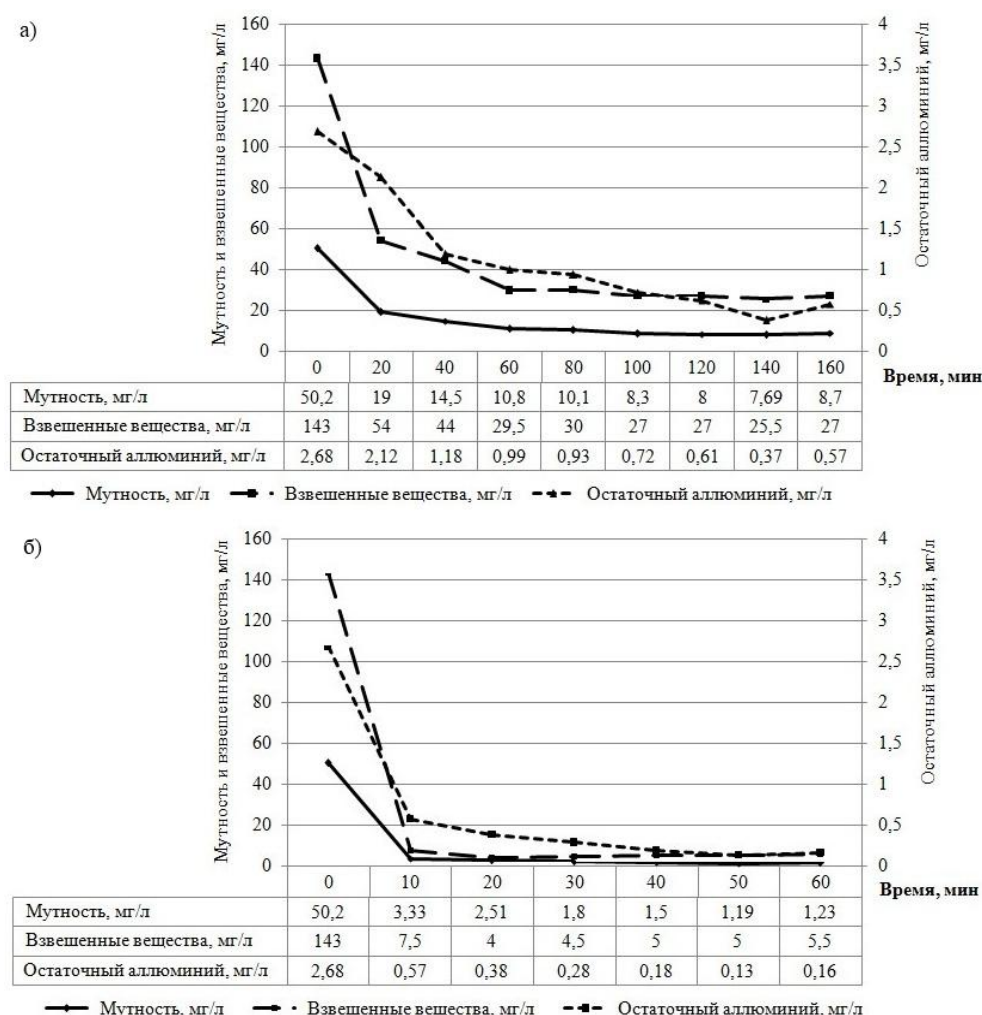 а)
Мутность и взвешенные вещества, мг/л
160
140
120
100
80
60
40
20
0
4
3,5
3
2,5
2
1,5
1
0,5
0
Остаточный аллюминий, мг/л
0 20 40 60 80 100 120 140 160
Время, мин
Мутность, мг/л 50,2 19 14,5 10,8 10,1 8,3 8 7,69 8,7
Взвешенные вещества, мг/л 143 54 44 29,5 30 27 27 25,5 27
Остаточный аллюминий, мг/л 2,68 2,12 1,18 0,99 0,93 0,72 0,61 0,37 0,57
Мутность, мг/л Взвешенные вещества, мг/л Остаточный аллюминий, мг/л
б)
Мутность и взвешенные вещества, мг/л
160
140
120
100
80
60
40
20
0
4
3,5
3
2,5
2
1,5
1
0,5
0
Остаточный аллюминий, мг/л
0 10 20 30 40 50 60
Время, мин
Мутность, мг/л 50,2 3,33 2,51 1,8 1,5 1,19 1,23
Взвешенные вещества, мг/л 143 7,5 4 4,5 5 5 5,5
Остаточный аллюминий, мг/л 2,68 0,57 0,38 0,28 0,18 0,13 0,16
Мутность, мг/л Взвешенные вещества, мг/л Остаточный аллюминий, мг/л